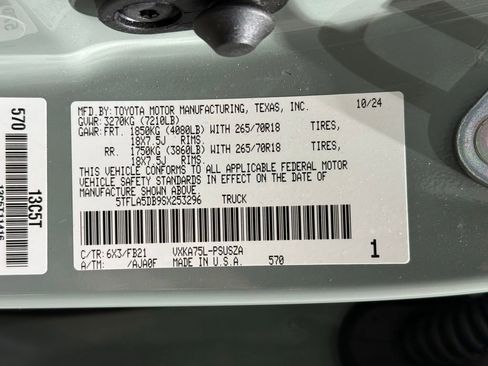 MFD.BY:TOYOTA MOTOR MANUFACTURING, TEXAS, INC. 10/24
GVWR:3270KG (7210LB)
GAWR:FRT. 1850KG (4080LB) WITH 265/70R18 TIRES,
18X7.5J RIMS.
RR. 1750KG (3860LB) WITH 265/70R18 TIRES,
18X7.5J RIMS.
THIS VEHICLE CONFORMS TO ALL APPLICABLE FEDERAL MOTOR
VEHICLE SAFETY STANDARDS IN EFFECT ON THE DATE OF
MANUFACTURE SHOWN ABOVE.
5TFLA5DB9SX253296 TRUCK
C/TR: 6X3/FB21 VXKA75L-PSUSZA
A/TM: /AJA0F MADE IN U.S.A. 570 1
570
13C5T